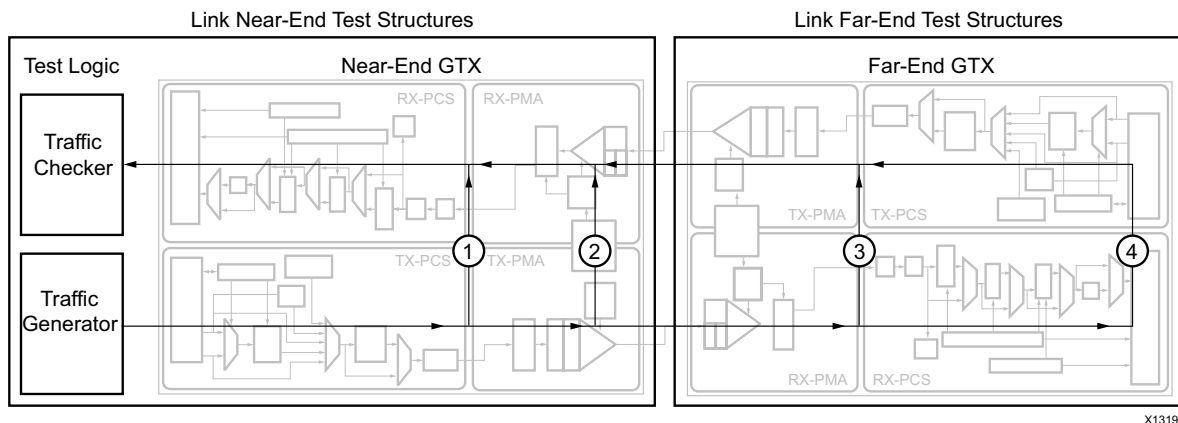 Link Near-End Test Structures
Link Far-End Test Structures
Test Logic
Near-End GTX
Far-End GTX
RX-PCS
RX-PMA
Traffic
Checker
TX-PMA
TX-PCS
1
2
3
4
TX-PCS
TX-PMA
Traffic
Generator
RX-PMA
RX-PCS
X1319